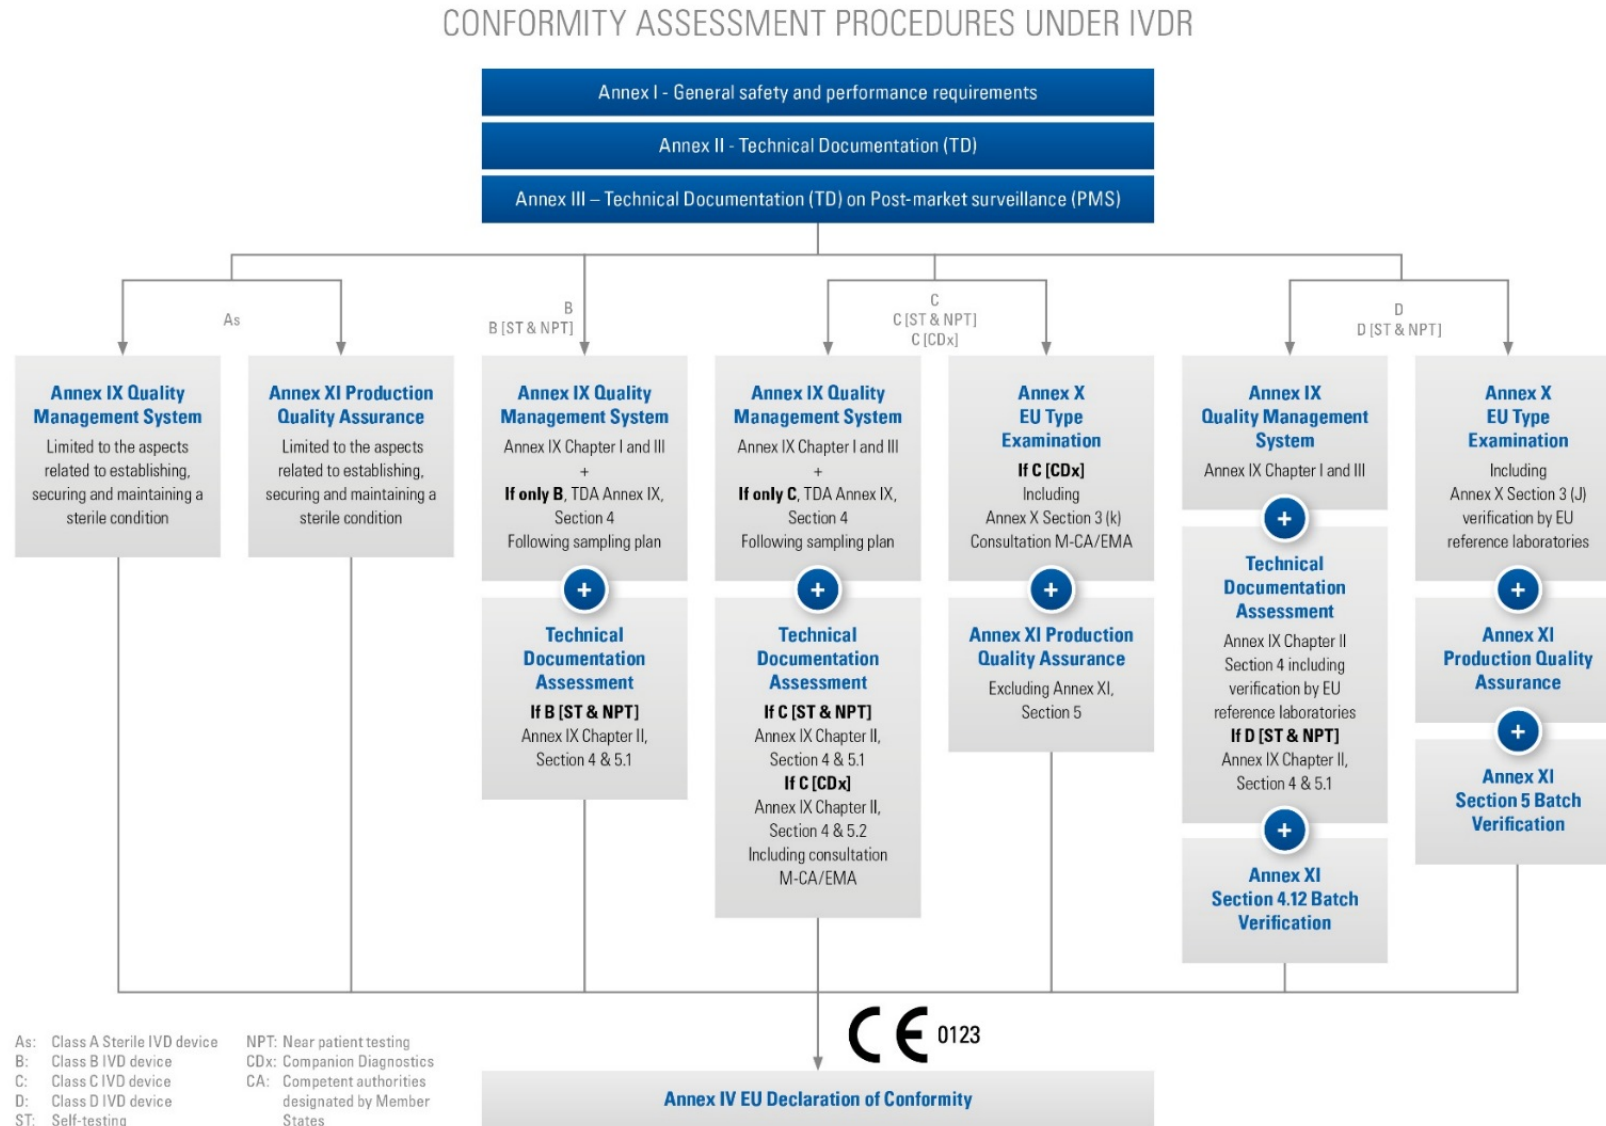 CONFORMITY ASSESSMENT PROCEDURES UNDER IVDR
Annex I - General safety and performance requirements
Annex II - Technical Documentation (TD)
Annex III – Technical Documentation (TD) on Post-market surveillance (PMS)
As
B
B [ST & NPT]
C
C [ST & NPT]
C [CDx]
D
D [ST & NPT]
Annex IX Quality
Management System
Limited to the aspects
related to establishing,
securing and maintaining a
sterile condition
Annex XI Production
Quality Assurance
Limited to the aspects
related to establishing,
securing and maintaining a
sterile condition
Annex IX Quality
Management System
Annex IX Chapter I and III
+
If only B, TDA Annex IX,
Section 4
Following sampling plan
+
Technical
Documentation
Assessment
If B [ST & NPT]
Annex IX Chapter II,
Section 4 & 5.1
Annex IX Quality
Management System
Annex IX Chapter I and III
+
If only C, TDA Annex IX,
Section 4
Following sampling plan
+
Technical
Documentation
Assessment
If C [ST & NPT]
Annex IX Chapter II,
Section 4 & 5.1
If C [CDx]
Annex IX Chapter II,
Section 4 & 5.2
Including consultation
M-CA/EMA
Annex X
EU Type
Examination
If C [CDx]
Including
Annex X Section 3 (k)
Consultation M-CA/EMA
+
Annex XI Production
Quality Assurance
Excluding Annex XI,
Section 5
Annex IX
Quality Management
System
Annex IX Chapter I and III
+
Technical
Documentation
Assessment
Annex IX Chapter II
Section 4 including
verification by EU
reference laboratories
If D [ST & NPT]
Annex IX Chapter II,
Section 4 & 5.1
+
Annex XI
Section 4.12 Batch
Verification
Annex X
EU Type
Examination
Including
Annex X Section 3 (J)
verification by EU
reference laboratories
+
Annex XI
Production Quality
Assurance
+
Annex XI
Section 5 Batch
Verification
CE 0123
Annex IV EU Declaration of Conformity
As: Class A Sterile IVD device
B: Class B IVD device
C: Class C IVD device
D: Class D IVD device
ST: Self-testing
NPT: Near patient testing
CDx: Companion Diagnostics
CA: Competent authorities
designated by Member
States